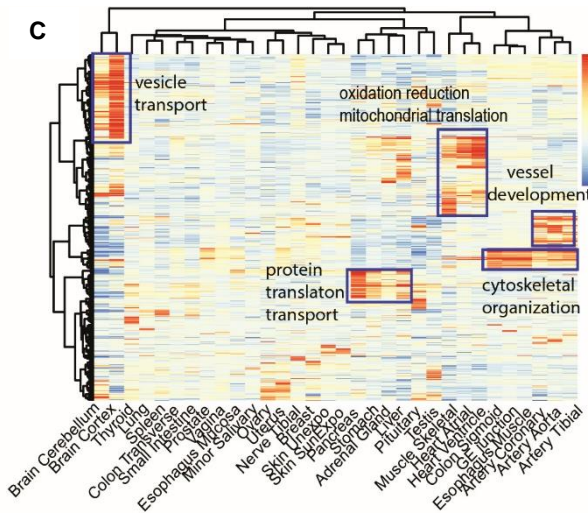 C
vesicle
transport
oxidation reduction
mitochondrial translation
vessel
development
protein
translaton
transport
cytoskeletal
organization
Brain Cerebellum
Brain Cortex
Thyroid
Lung
Spleen
Colon Transverse
Small Intestine
Prostate
Vagina
Esophagus Mucosa
Minor Salivary
Ovary
Uterus
Nerve Tibial
Breast
Skin Unexpo
Skin SunExpo
Pancreas
Stomach
Adrenal Gland
Liver
Pituitary
Testis
Muscle Skeletal
Heart Atrial
Heart Ventricle
Colon Sigmoid
Esophagus Muscle
Artery Coronary
Artery Aorta
Artery Tibial